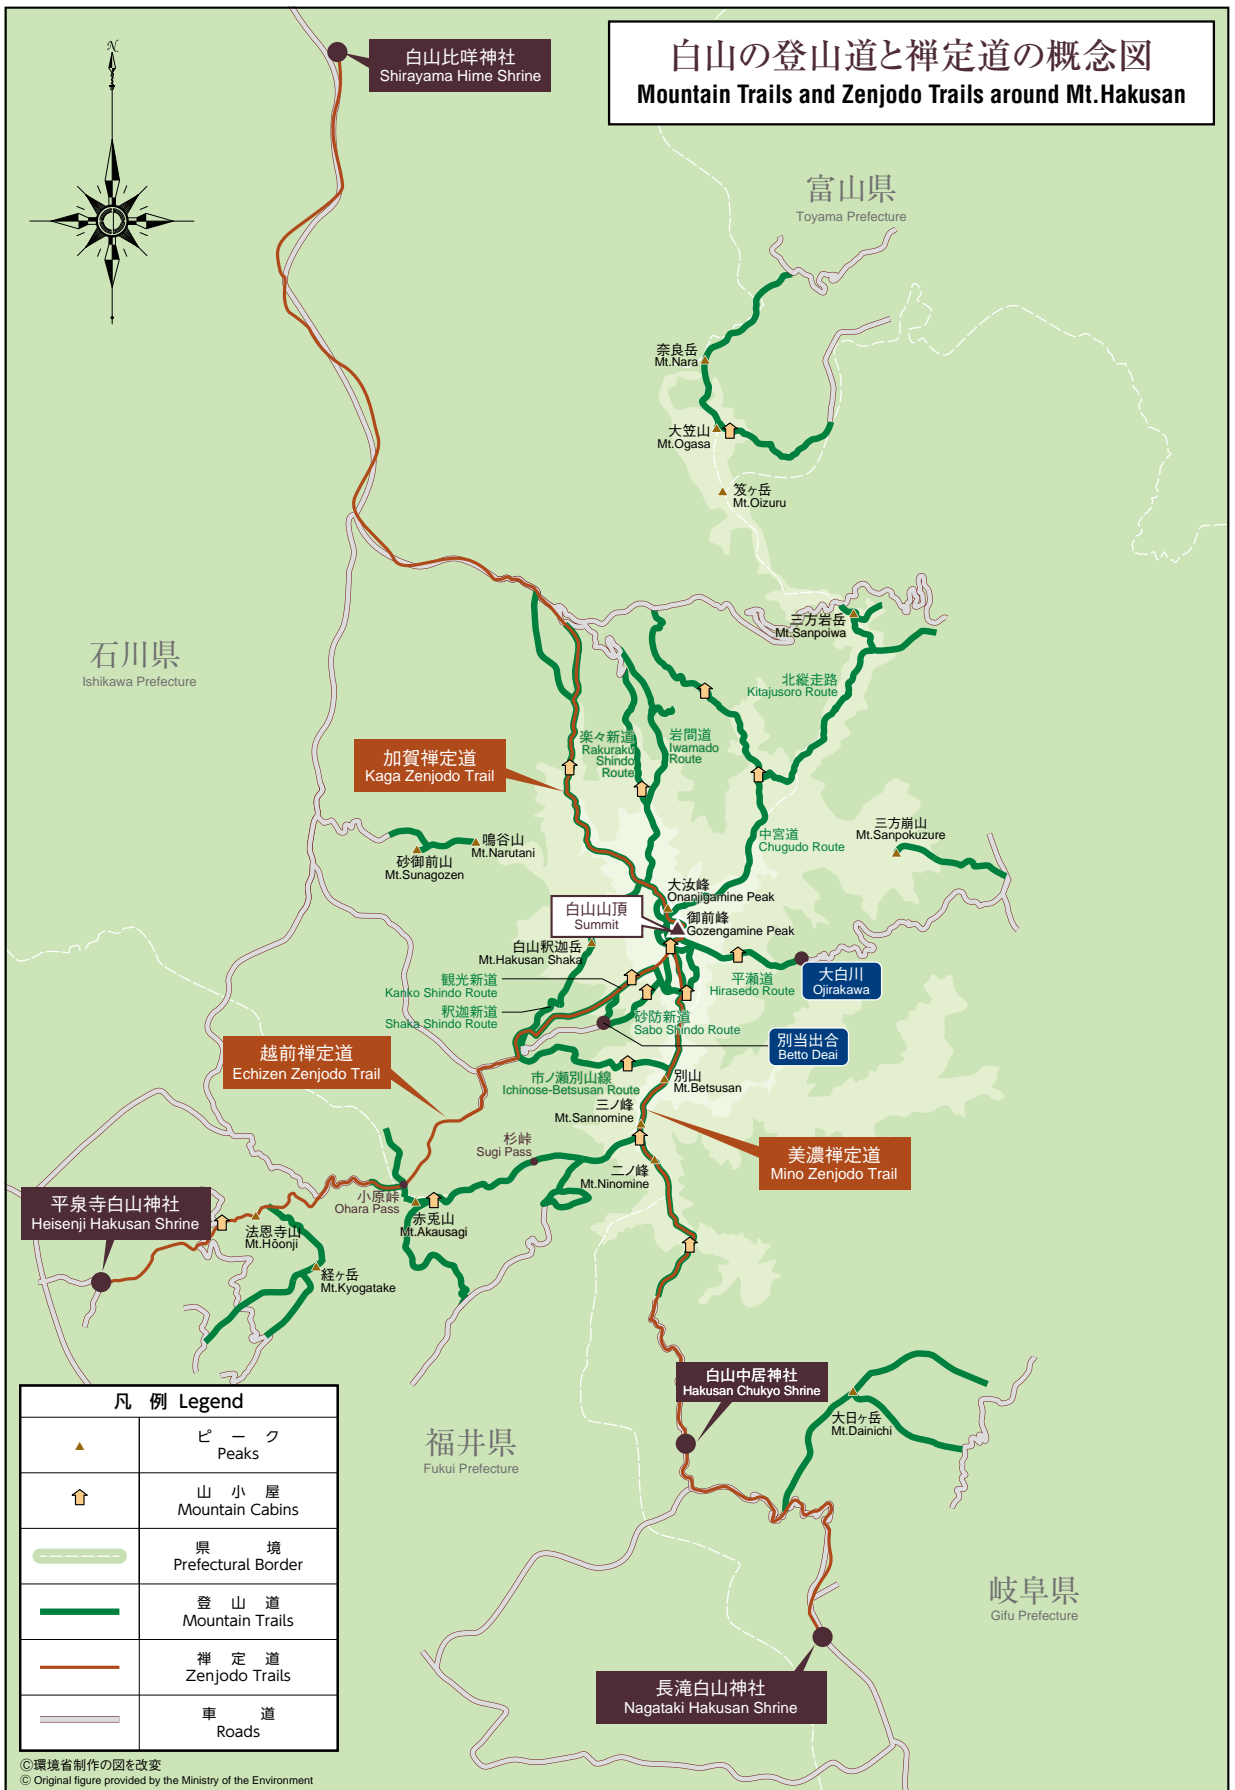 白山の登山道と禅定道の概念図
Mountain Trails and Zenjodo Trails around Mt.Hakusan
N
白山比咩神社
Shirayama Hime Shrine
富山県
Toyama Prefecture
奈良岳
Mt.Nara
大笠山
Mt.Ogasa
笈ヶ岳
Mt.Oizuru
三方岩岳
Mt.Sanpoiwa
石川県
Ishikawa Prefecture
北縦走路
Kitajusoro Route
楽々新道
Rakuraku
Shindo
Route
岩間道
Iwamado
Route
加賀禅定道
Kaga Zenjodo Trail
中宮道
Chugudo Route
三方崩山
Mt.Sanpokuzure
鳴谷山
Mt.Narutani
砂御前山
Mt.Sunagozen
大汝峰
Onanjigamine Peak
白山山頂
Summit
御前峰
Gozengamine Peak
白山釈迦岳
Mt.Hakusan Shaka
観光新道
Kanko Shindo Route
釈迦新道
Shaka Shindo Route
平瀬道
Hirasedo Route
大白川
Ojirakawa
砂防新道
Sabo Shindo Route
別当出合
Betto Deai
越前禅定道
Echizen Zenjodo Trail
市ノ瀬別山線
Ichinose-Betsusan Route
別山
Mt.Betsusan
三ノ峰
Mt.Sannomine
杉峠
Sugi Pass
美濃禅定道
Mino Zenjodo Trail
二ノ峰
Mt.Ninomine
小原峠
Ohara Pass
赤兎山
Mt.Akausagi
平泉寺白山神社
Heisenji Hakusan Shrine
法恩寺山
Mt.Hōonji
経ヶ岳
Mt.Kyogatake
白山中居神社
Hakusan Chukyo Shrine
大日ヶ岳
Mt.Dainichi
福井県
Fukui Prefecture
岐阜県
Gifu Prefecture
長滝白山神社
Nagataki Hakusan Shrine
凡 例 Legend
ピーク
Peaks
山小屋
Mountain Cabins
県境
Prefectural Border
登山道
Mountain Trails
禅定道
Zenjodo Trails
車道
Roads
©環境省制作の図を改変
© Original figure provided by the Ministry of the Environment